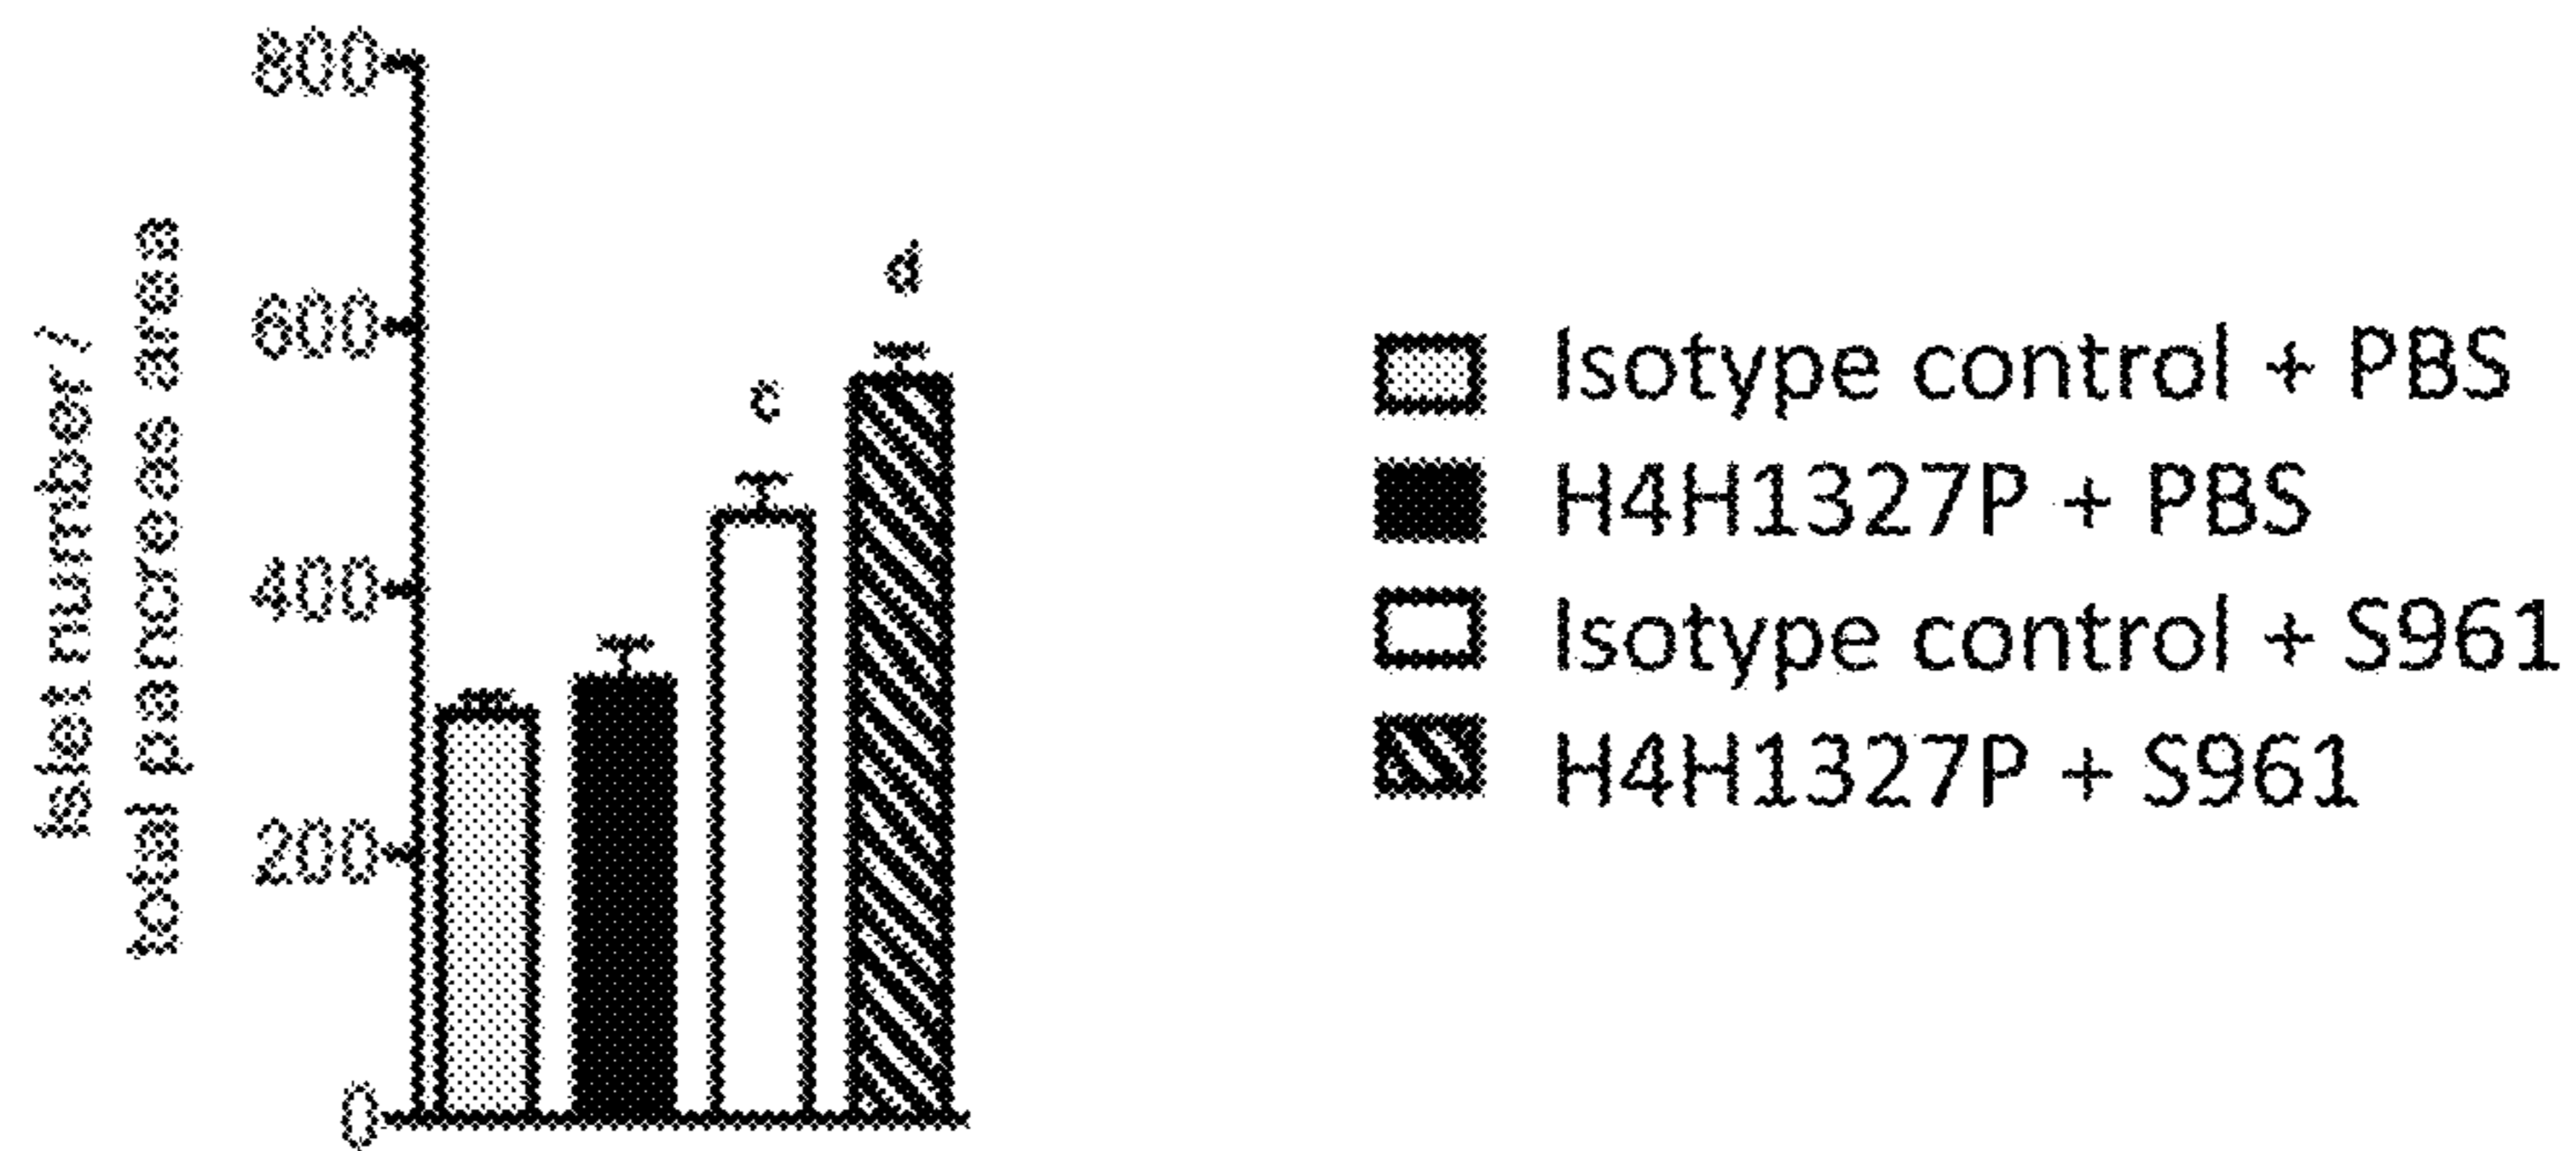 Islet number /
total pancreas area
800
600
400
200
0
c
d
Isotype control + PBS
H4H1327P + PBS
Isotype control + S961
H4H1327P + S961